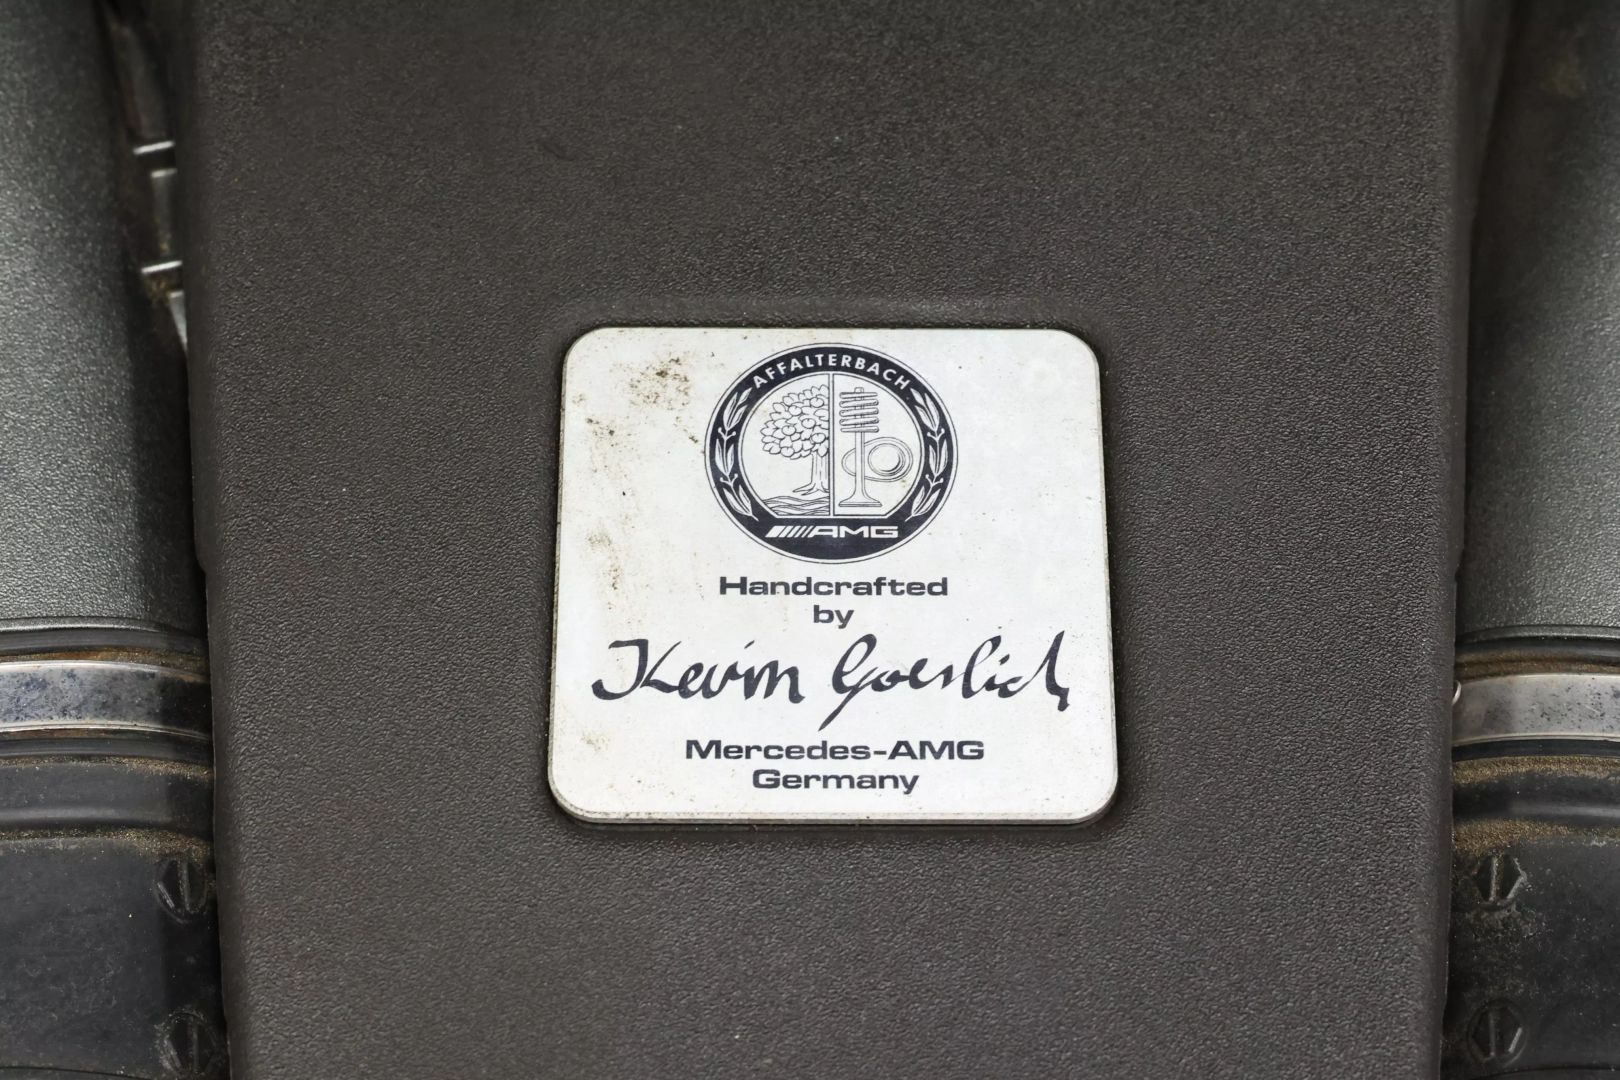 AFFALTERBACH
AMG
Handcrafted
by
Kevin Goerlich
Mercedes-AMG
Germany